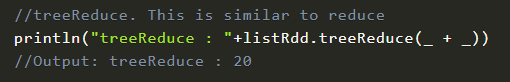 //treeReduce. This is similar to reduce
println("treeReduce : "+listRdd.treeReduce(_ + _))
//Output: treeReduce : 20